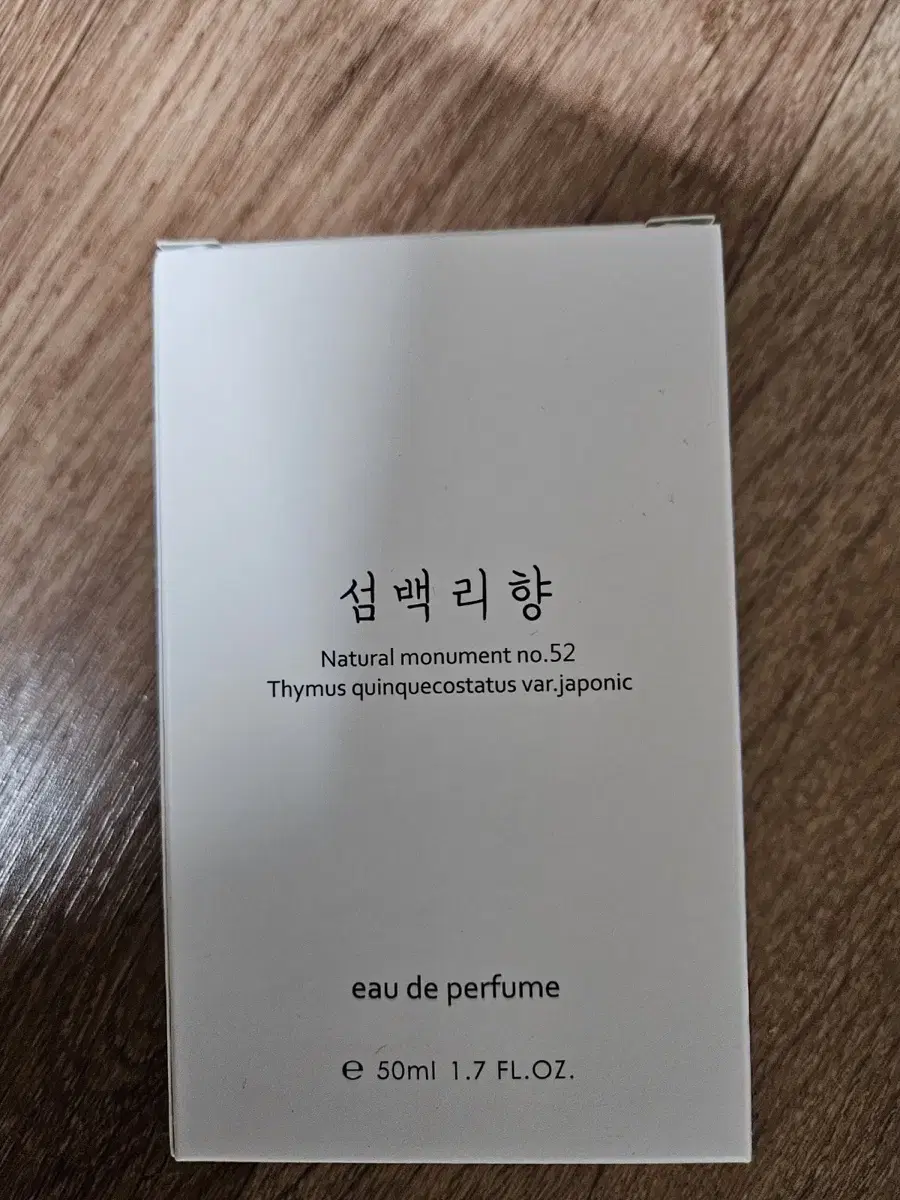 섬백리향
Natural monument no.52
Thymus quinquecostatus var.japonic
eau de perfume
℮ 50ml 1.7 FL.OZ.